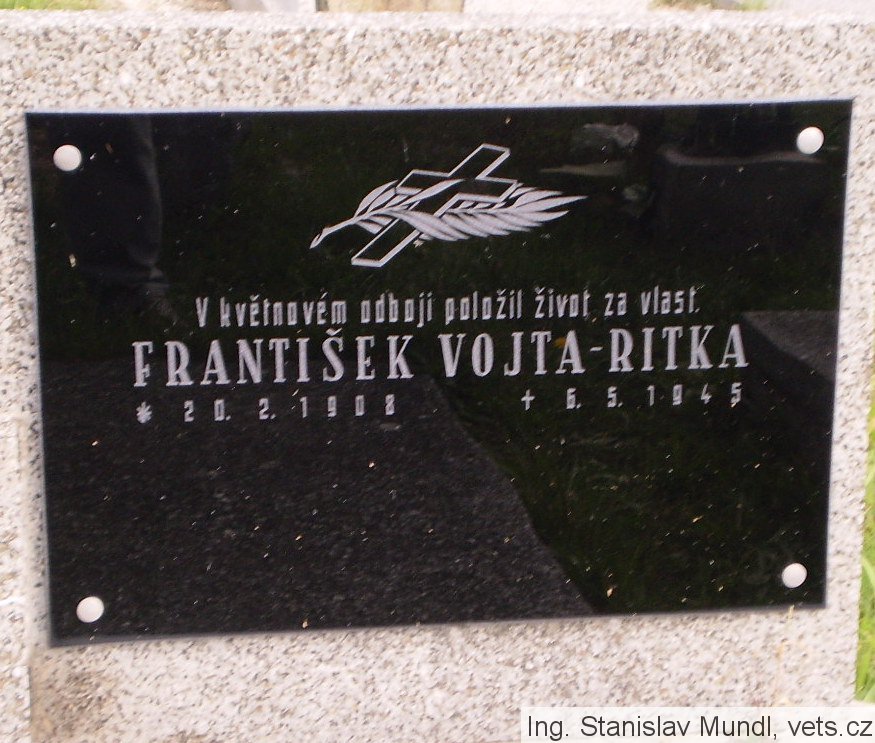 V květnovém odboji položil život za vlast.
FRANTIŠEK VOJTA-RITKA
* 20. 2. 1908 † 6. 5. 1945
Ing. Stanislav Mundl, vets.cz